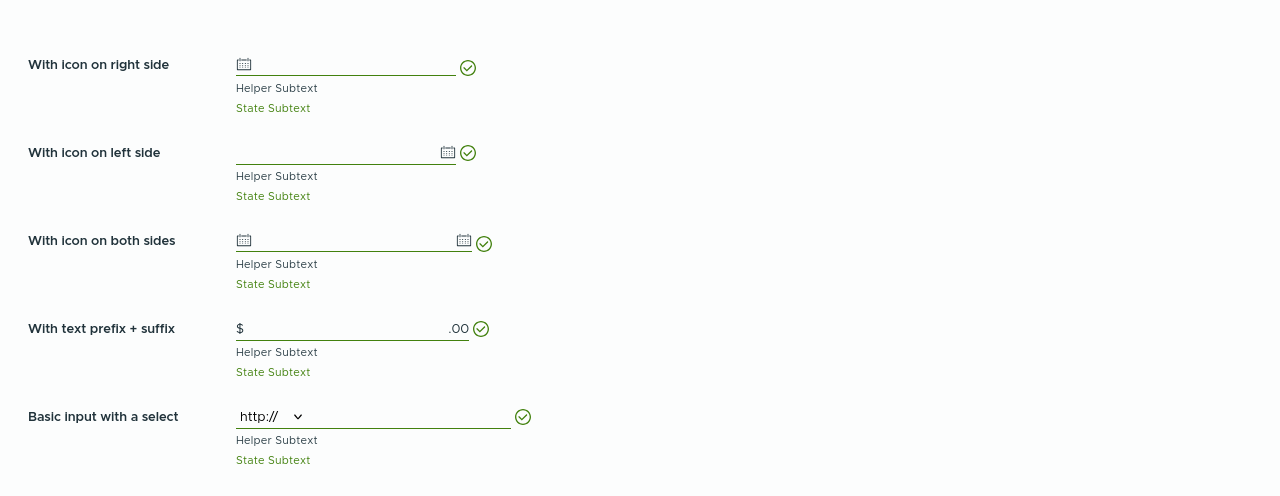 With icon on right side
Helper Subtext
State Subtext
With icon on left side
Helper Subtext
State Subtext
With icon on both sides
Helper Subtext
State Subtext
With text prefix + suffix $ .00
Helper Subtext
State Subtext
Basic input with a select http://
Helper Subtext
State Subtext